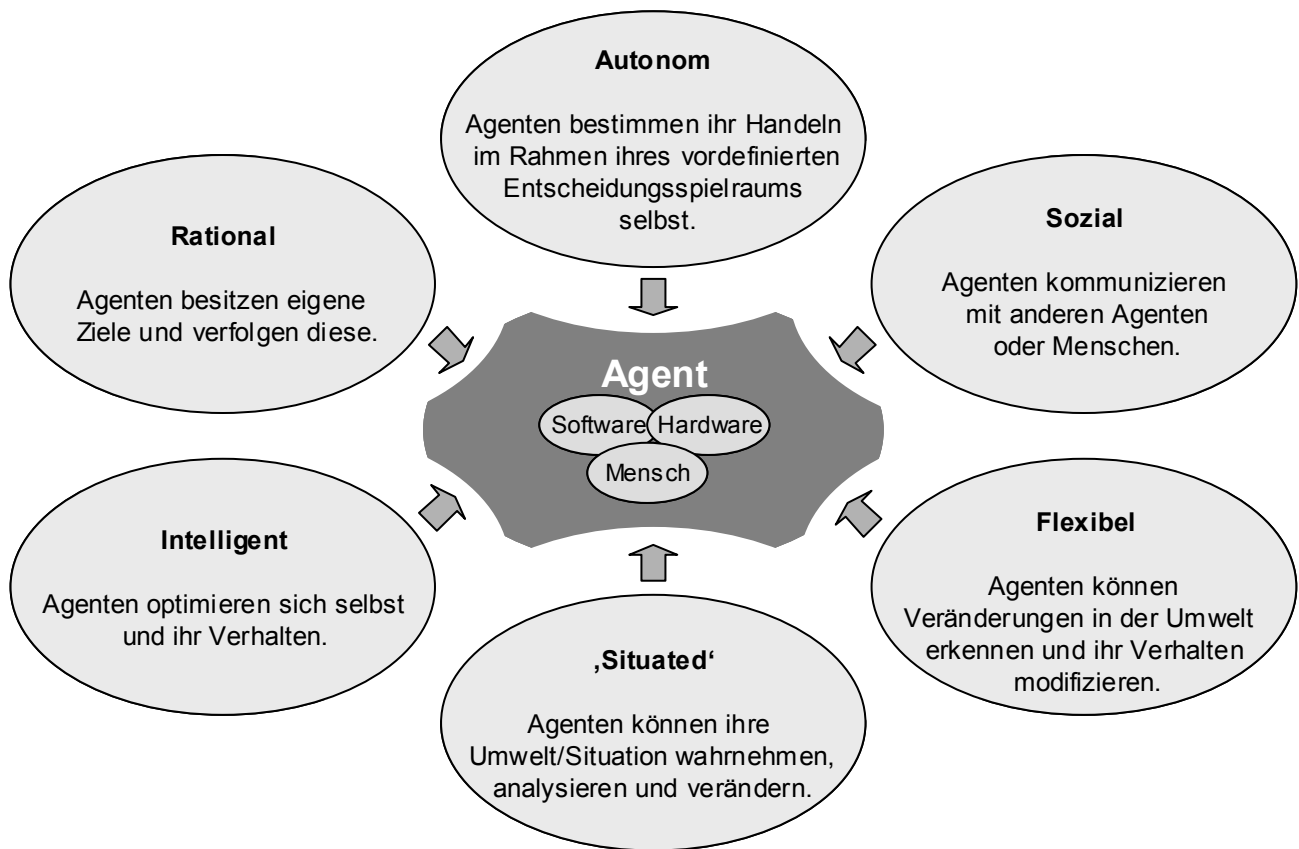 Autonom
Agenten bestimmen ihr Handeln
im Rahmen ihres vordefinierten
Entscheidungsspielraums
selbst.
Rational
Agenten besitzen eigene
Ziele und verfolgen diese.
Sozial
Agenten kommunizieren
mit anderen Agenten
oder Menschen.
Agent
Software
Hardware
Mensch
Intelligent
Agenten optimieren sich selbst
und ihr Verhalten.
Flexibel
Agenten können
Veränderungen in der Umwelt
erkennen und ihr Verhalten
modifizieren.
‚Situated‘
Agenten können ihre
Umwelt/Situation wahrnehmen,
analysieren und verändern.